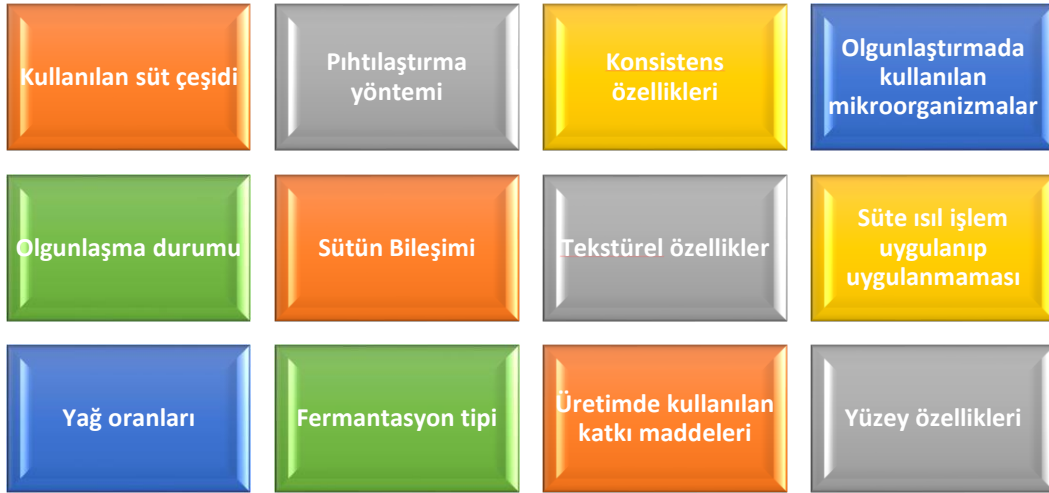 Kullanılan süt çeşidi
Pıhtılaştırma
yöntemi
Konsistens
özellikleri
Olgunlaştırmada
kullanılan
mikroorganizmalar
Olgunlaşma durumu
Sütün Bileşimi
Tekstürel özellikler
Süte ısıl işlem
uygulanıp
uygulanmaması
Yağ oranları
Fermantasyon tipi
Üretimde kullanılan
katkı maddeleri
Yüzey özellikleri